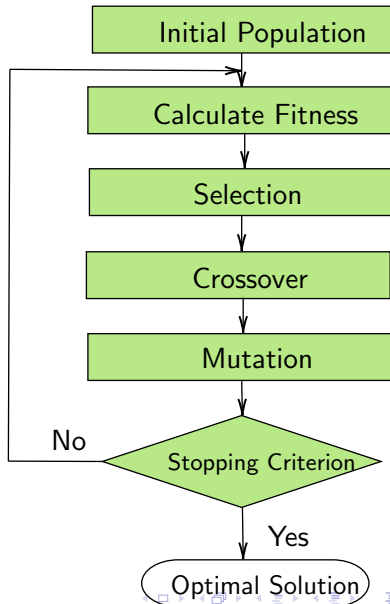 Initial Population
Calculate Fitness
Selection
Crossover
Mutation
No
Stopping Criterion
Yes
Optimal Solution